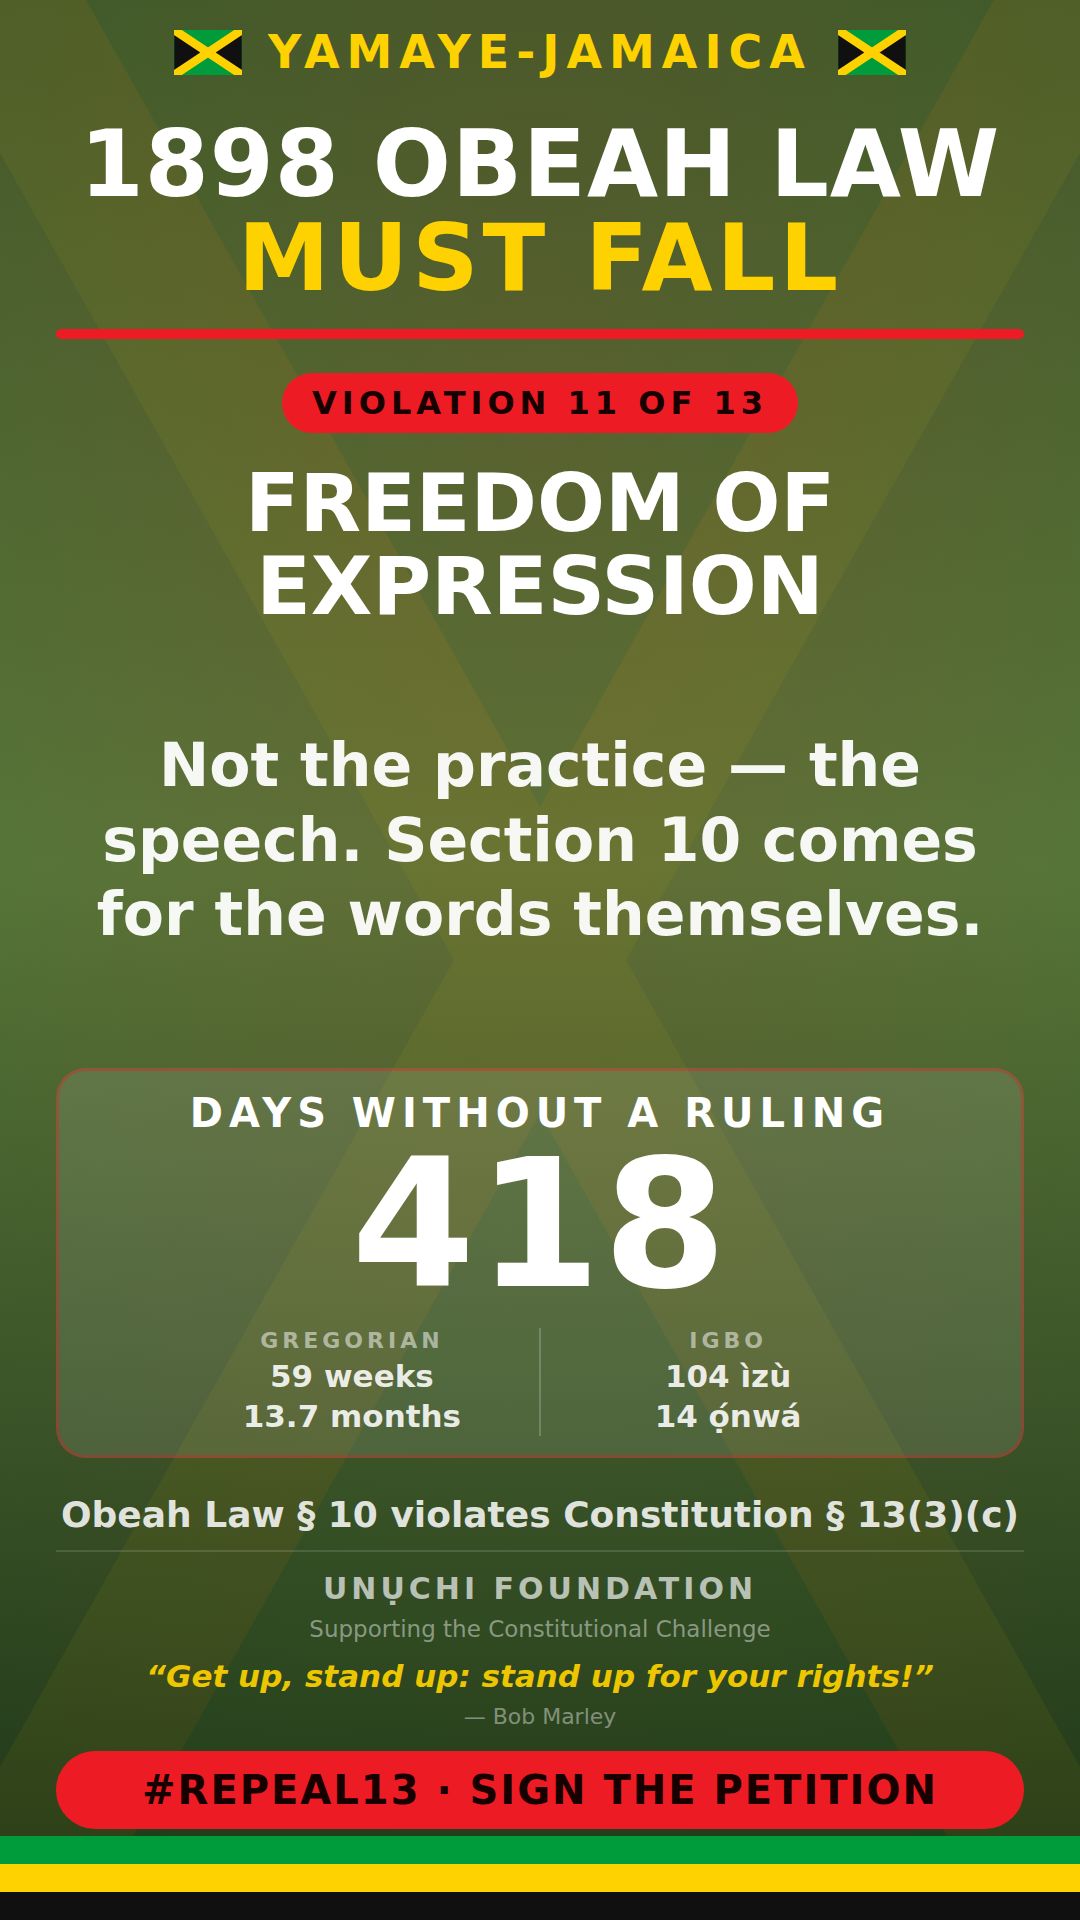 YAMAYE-JAMAICA
1898 OBEAH LAW
MUST FALL
VIOLATION 11 OF 13
FREEDOM OF
EXPRESSION
Not the practice — the
speech. Section 10 comes
for the words themselves.
DAYS WITHOUT A RULING
418
GREGORIAN
59 weeks
13.7 months
IGBO
104 ìzù
14 ọ́nwá
Obeah Law § 10 violates Constitution § 13(3)(c)
UNỤCHI FOUNDATION
Supporting the Constitutional Challenge
“Get up, stand up: stand up for your rights!”
— Bob Marley
#REPEAL13 · SIGN THE PETITION